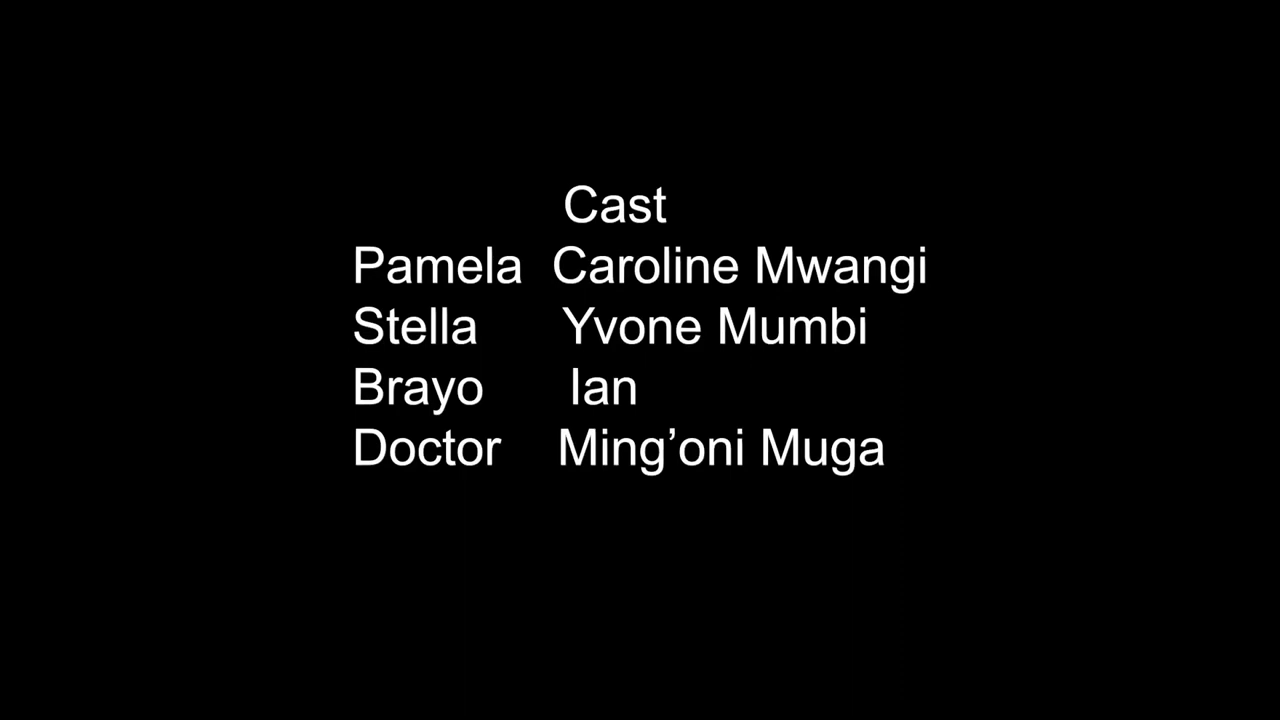 Cast
Pamela Caroline Mwangi
Stella Yvone Mumbi
Brayo Ian
Doctor Ming’oni Muga